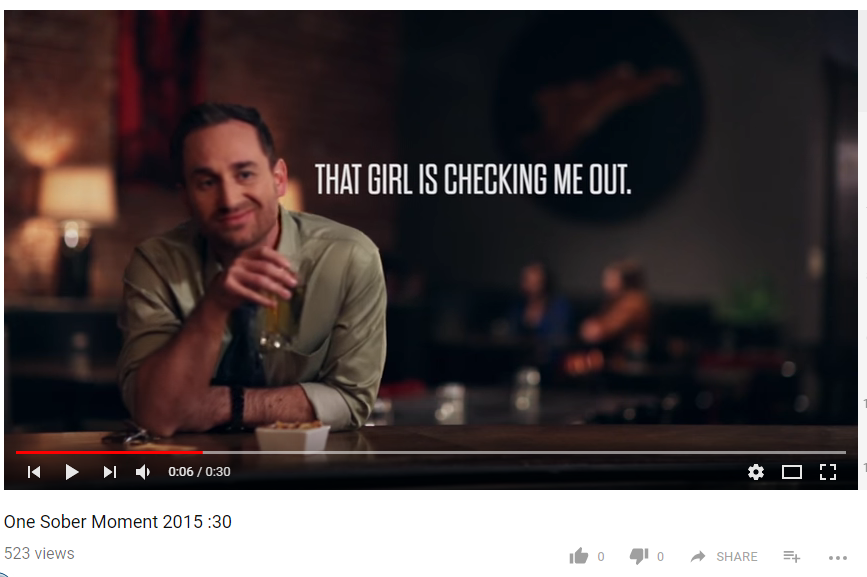 THAT GIRL IS CHECKING ME OUT.
0:06 / 0:30
One Sober Moment 2015 :30
523 views
0
0
SHARE